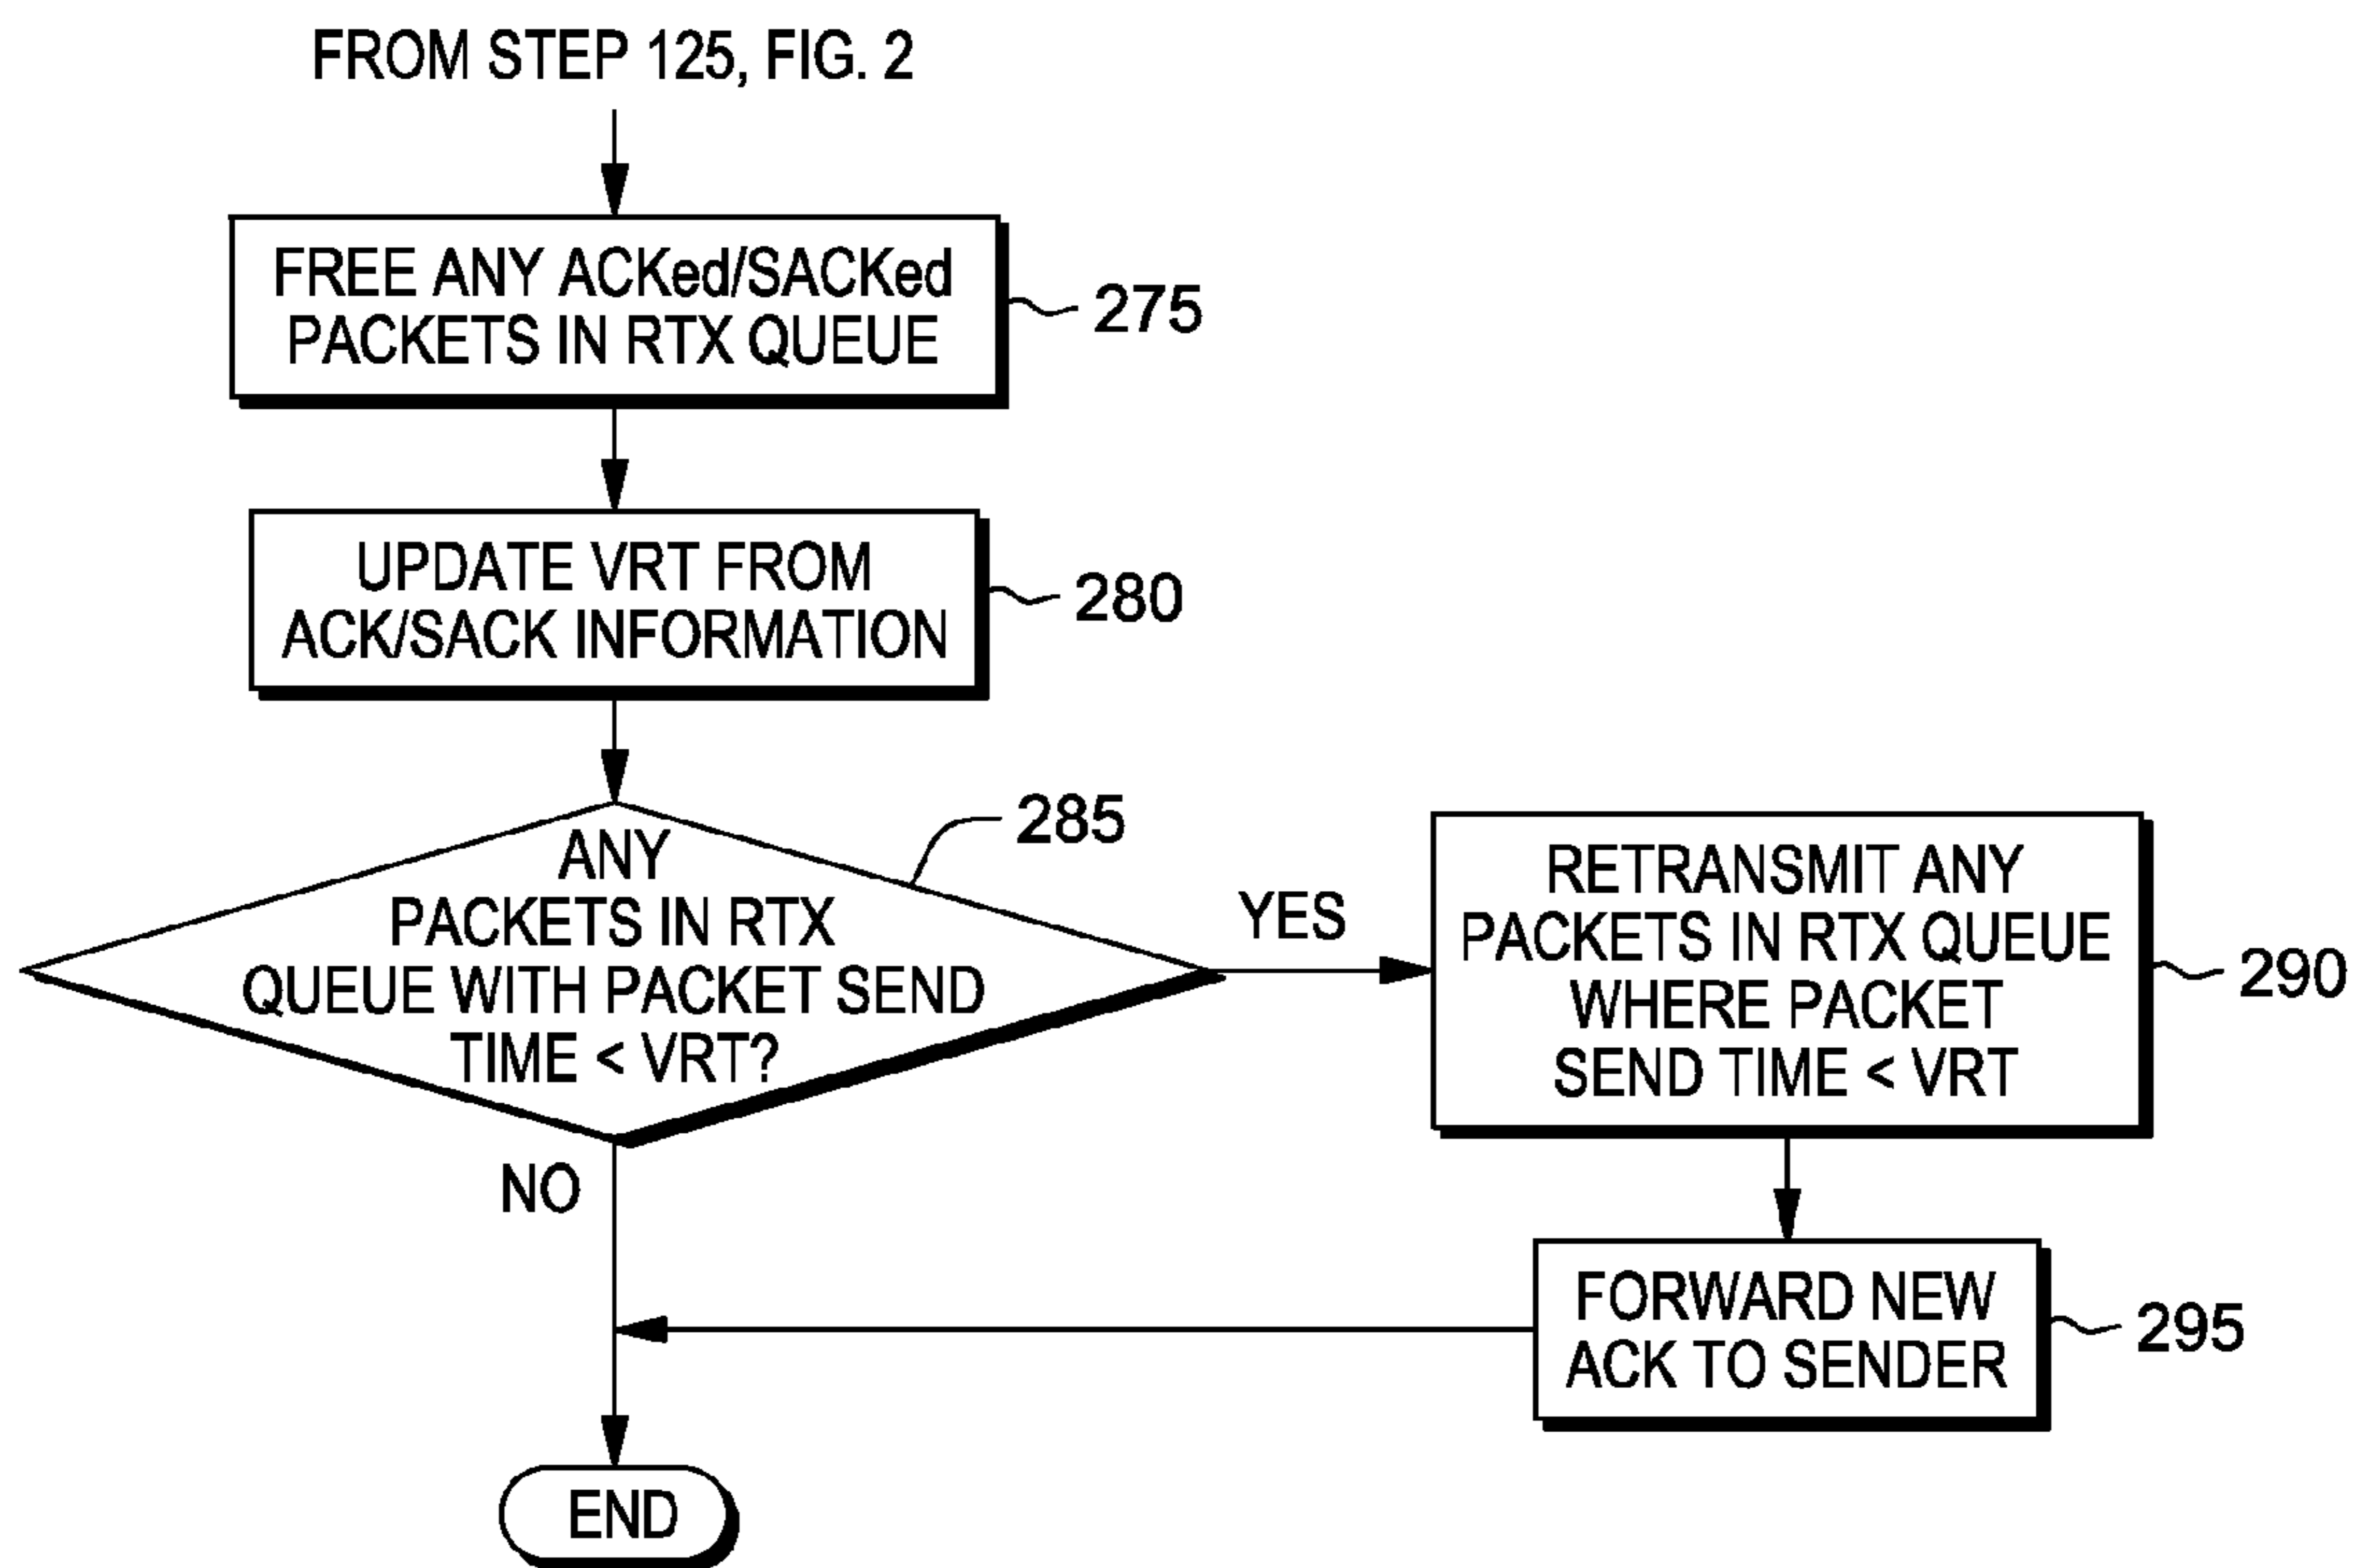 FROM STEP 125, FIG. 2
FREE ANY ACKed/SACKed
PACKETS IN RTX QUEUE
275
UPDATE VRT FROM
ACK/SACK INFORMATION
280
ANY
PACKETS IN RTX
QUEUE WITH PACKET SEND
TIME < VRT?
285
YES
RETRANSMIT ANY
PACKETS IN RTX QUEUE
WHERE PACKET
SEND TIME < VRT
290
NO
FORWARD NEW
ACK TO SENDER
295
END